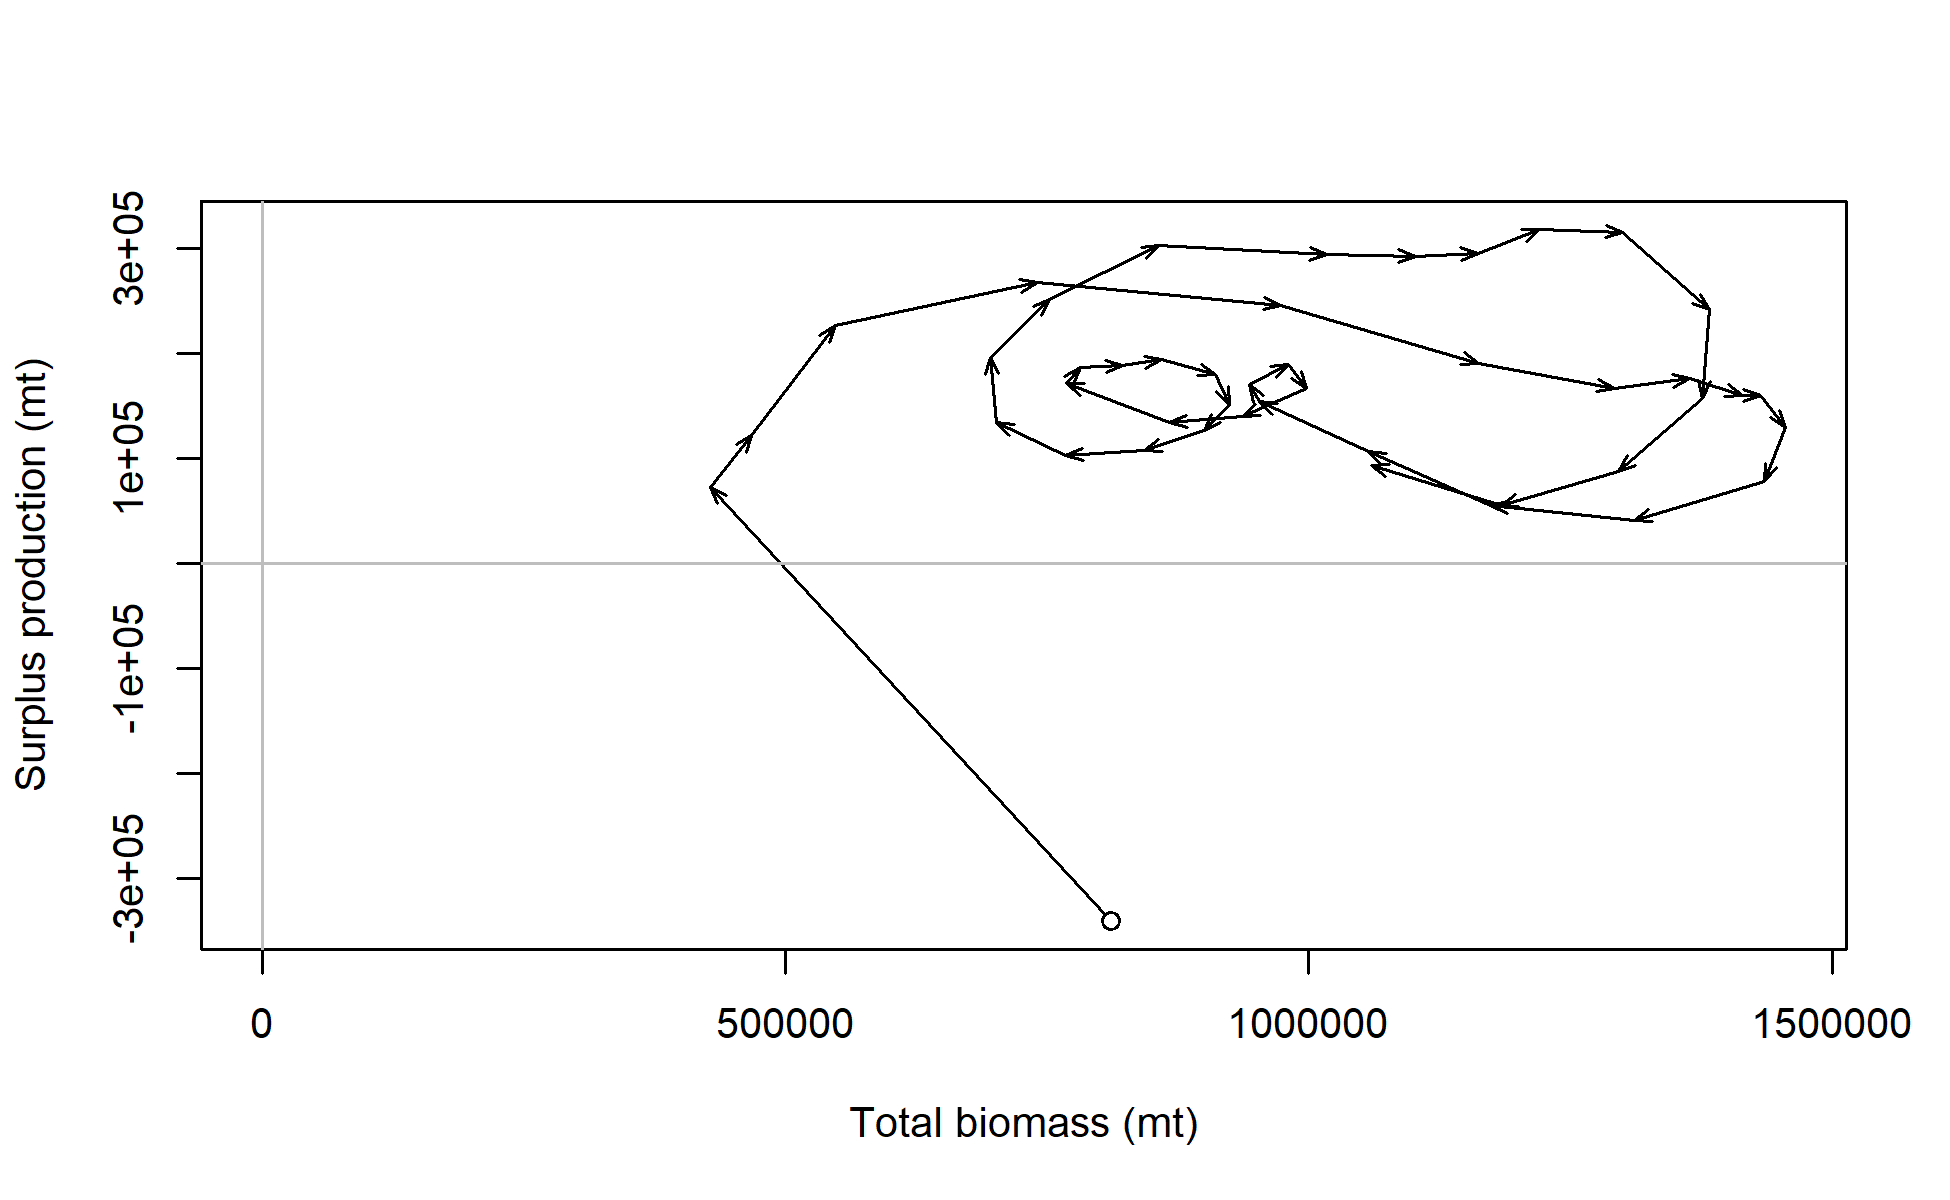 Surplus production (mt)
3e+05
1e+05
-1e+05
-3e+05
0 500000 1000000 1500000
Total biomass (mt)